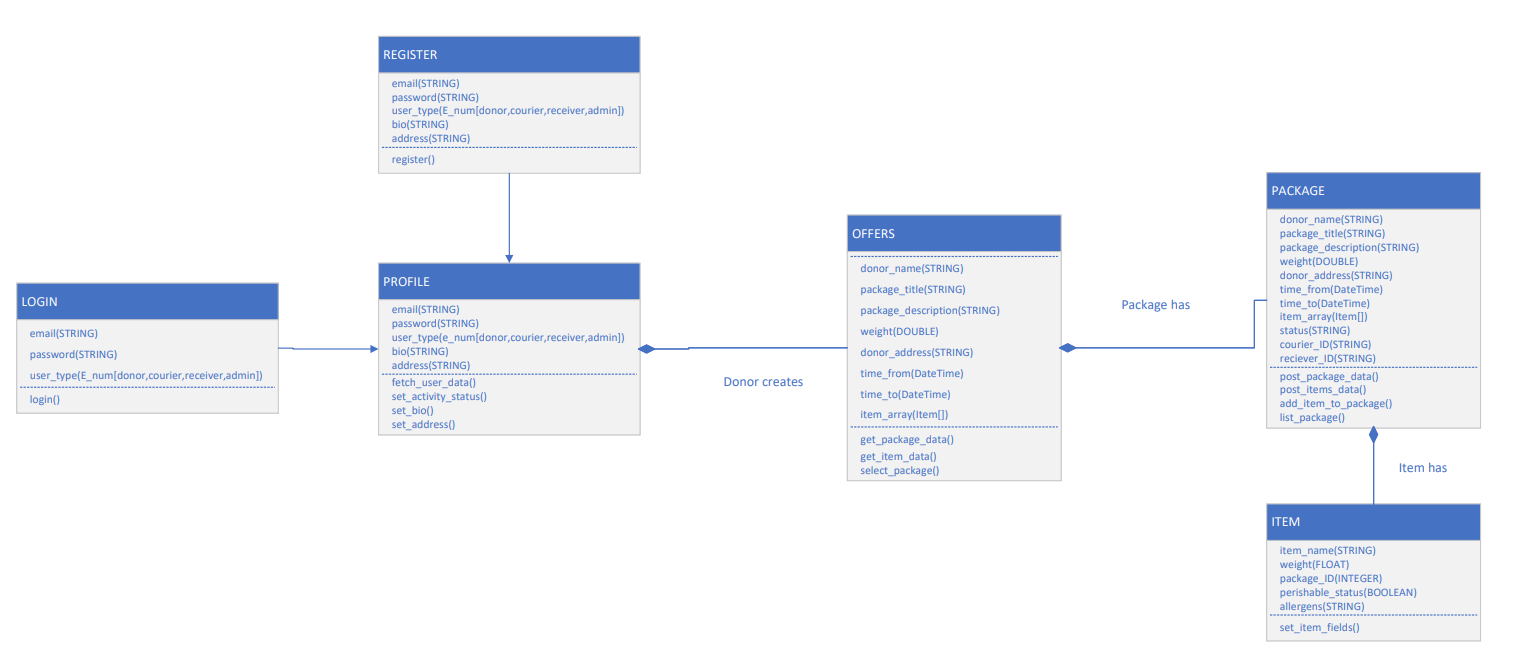 REGISTER
email(STRING)
password(STRING)
user_type(E_num[donor,courier,receiver,admin])
bio(STRING)
address(STRING)
register()
LOGIN
email(STRING)
password(STRING)
user_type(E_num[donor,courier,receiver,admin])
login()
PROFILE
email(STRING)
password(STRING)
user_type(e_num[donor,courier,receiver,admin])
bio(STRING)
address(STRING)
fetch_user_data()
set_activity_status()
set_bio()
set_address()
Donor creates
OFFERS
donor_name(STRING)
package_title(STRING)
package_description(STRING)
weight(DOUBLE)
donor_address(STRING)
time_from(DateTime)
time_to(DateTime)
item_array(Item[])
get_package_data()
get_item_data()
select_package()
Package has
PACKAGE
donor_name(STRING)
package_title(STRING)
package_description(STRING)
weight(DOUBLE)
donor_address(STRING)
time_from(DateTime)
time_to(DateTime)
item_array(Item[])
status(STRING)
courier_ID(STRING)
reciever_ID(STRING)
post_package_data()
post_items_data()
add_item_to_package()
list_package()
Item has
ITEM
item_name(STRING)
weight(FLOAT)
package_ID(INTEGER)
perishable_status(BOOLEAN)
allergens(STRING)
set_item_fields()